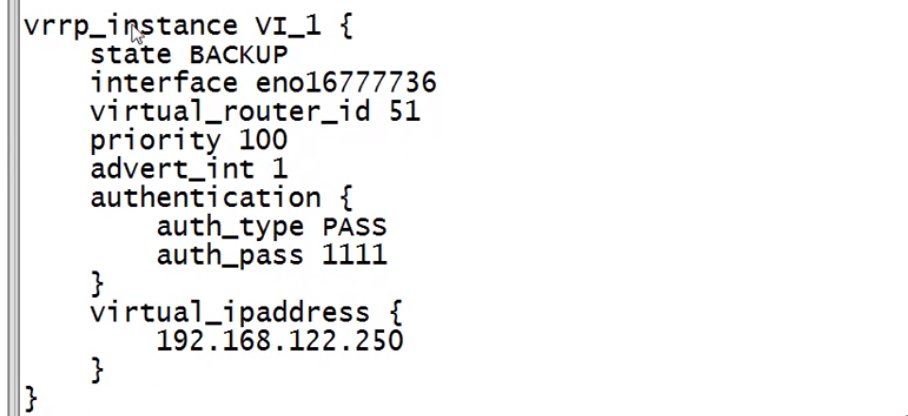 vrrp_instance VI_1 {
    state BACKUP
    interface eno16777736
    virtual_router_id 51
    priority 100
    advert_int 1
    authentication {
        auth_type PASS
        auth_pass 1111
    }
    virtual_ipaddress {
        192.168.122.250
    }
}